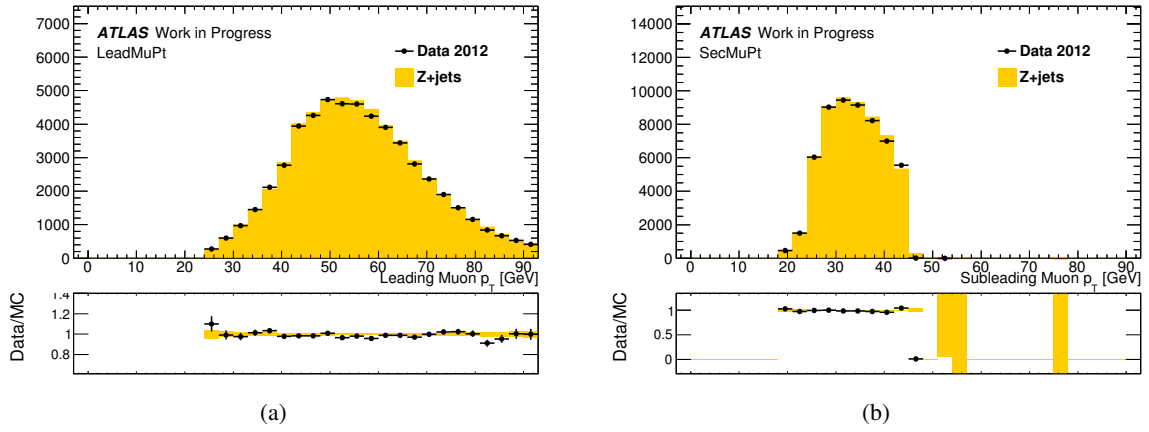 7000
6000
5000
4000
3000
2000
1000
0
ATLAS Work in Progress
LeadMuPt
Data 2012
Z+jets
0 10 20 30 40 50 60 70 80 90
Leading Muon p_T [GeV]
Data/MC
1.4
1.2
1
0.8
(a)
14000
12000
10000
8000
6000
4000
2000
0
ATLAS Work in Progress
SecMuPt
Data 2012
Z+jets
0 10 20 30 40 50 60 70 80 90
Subleading Muon p_T [GeV]
Data/MC
1
0.5
0
(b)